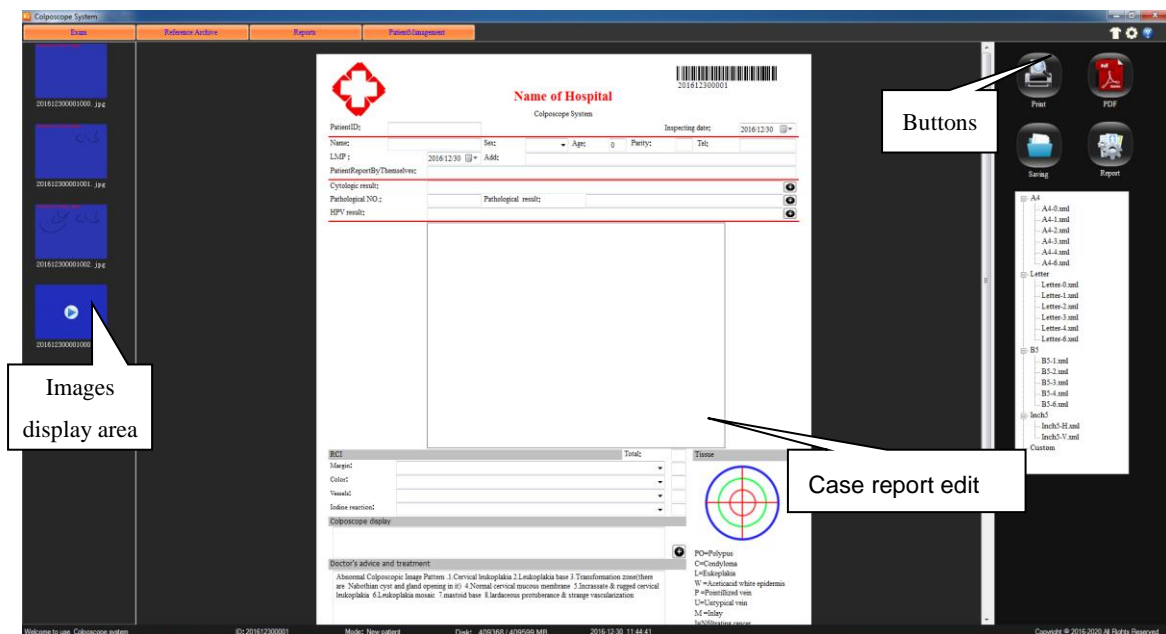 Colposcope System
Exam
Reference Archive
Reports
PatientManagement
201612300001000.jpg
201612300001001.jpg
201612300001002.jpg
201612300001000
Images
display area
201612300001
Name of Hospital
Colposcope System
PatientID:
Inspecting date:
2016/12/30
Name:
Sex:
Age:
0
Parity:
Tel:
LMP :
2016/12/30
Add:
PatientReportByThemselves:
Cytologic result:
Pathological NO.:
Pathological result:
HPV result:
RCI
Total:
Margin:
Color:
Vessels:
Iodine reaction:
Colposcope display
Doctor's advice and treatment
Abnormal Colposcopic Image Pattern .1.Cervical leukoplakia 2.Leukoplakia base 3.Transformation zone(there
are Nabothian cyst and gland opening in it) 4.Normal cervical mucous membrane 5.Incrassate & rugged cervical
leukoplakia 6.Leukoplakia mosaic 7.mastoid base 8.lardaceous protuberance & strange vascularization
Tissue
PO=Polypus
C=Condyloma
L=Eukoplakia
W =Aceticacid white epidermis
P =Pointillized vein
U=Untypical vein
M =Inlay
Case report edit
Buttons
Print
PDF
Saving
Report
A4
A4-0.xml
A4-1.xml
A4-2.xml
A4-3.xml
A4-4.xml
A4-6.xml
Letter
Letter-0.xml
Letter-1.xml
Letter-2.xml
Letter-3.xml
Letter-4.xml
Letter-6.xml
B5
B5-1.xml
B5-2.xml
B5-3.xml
B5-4.xml
B5-6.xml
Inch5
Inch5-H.xml
Inch5-V.xml
Custom
Welcome to use Colposcope system
ID: 201612300001
Mode: New patient
Disk: 409368 / 409599 MB
2016-12-30 11:44:41
Copyright © 2016-2020 All Rights Reserved